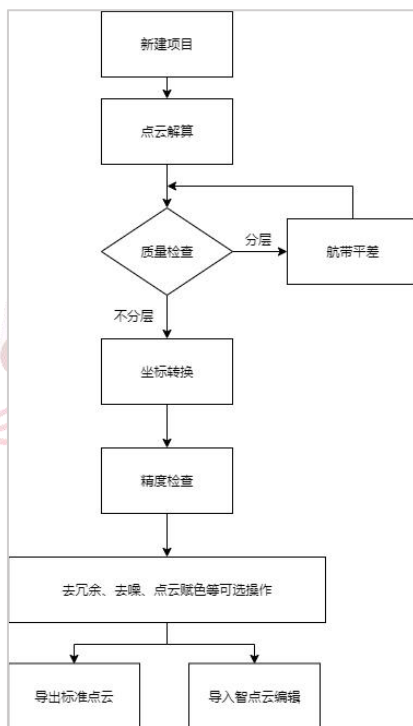 新建项目
点云解算
质量检查
分层
航带平差
不分层
坐标转换
精度检查
去冗余、去噪、点云赋色等可选操作
导出标准点云
导入智点云编辑